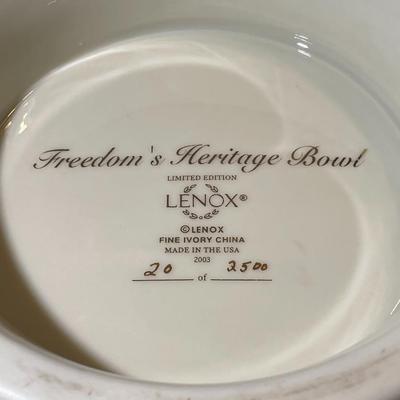 Freedom's Heritage Bowl
LIMITED EDITION
LENOX®
©LENOX
FINE IVORY CHINA
MADE IN THE USA
2003
20 of 2500